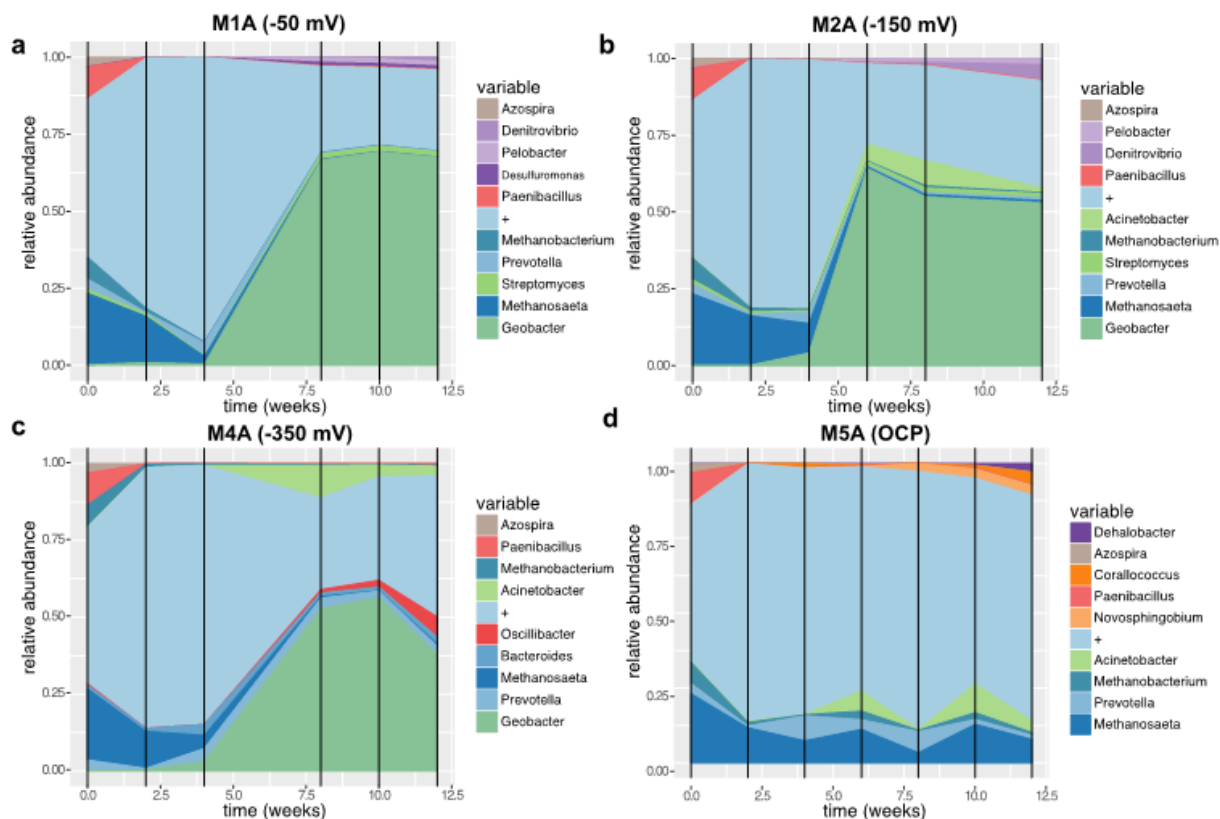 M1A (-50 mV)
a
1.00
0.75
0.50
0.25
0.00
relative abundance
0.0 2.5 5.0 7.5 10.0 12.5
time (weeks)
variable
Azospira
Denitrovibrio
Pelobacter
Desulfuromonas
Paenibacillus
+
Methanobacterium
Prevotella
Streptomyces
Methanosaeta
Geobacter
M2A (-150 mV)
b
1.00
0.75
0.50
0.25
0.00
relative abundance
0.0 2.5 5.0 7.5 10.0 12.5
time (weeks)
variable
Azospira
Pelobacter
Denitrovibrio
Paenibacillus
+
Acinetobacter
Methanobacterium
Streptomyces
Prevotella
Methanosaeta
Geobacter
M4A (-350 mV)
c
1.00
0.75
0.50
0.25
0.00
relative abundance
0.0 2.5 5.0 7.5 10.0 12.5
time (weeks)
variable
Azospira
Paenibacillus
Methanobacterium
Acinetobacter
+
Oscillibacter
Bacteroides
Methanosaeta
Prevotella
Geobacter
M5A (OCP)
d
1.00
0.75
0.50
0.25
0.00
relative abundance
0.0 2.5 5.0 7.5 10.0 12.5
time (weeks)
variable
Dehalobacter
Azospira
Corallococcus
Paenibacillus
Novosphingobium
+
Acinetobacter
Methanobacterium
Prevotella
Methanosaeta